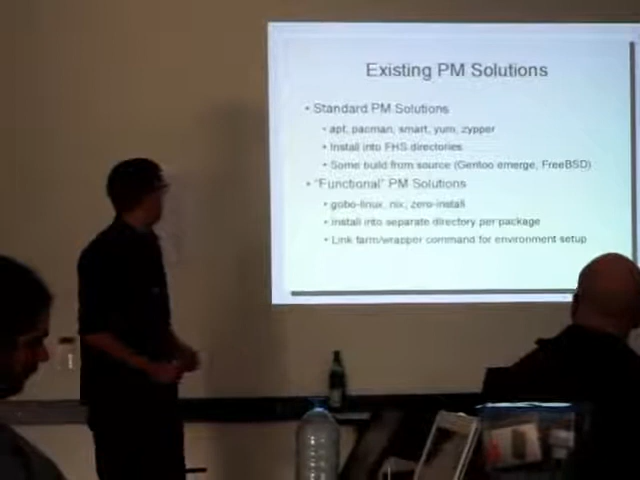 Existing PM Solutions
• Standard PM Solutions
• apt, pacman, smart, yum, zypper
• Install into FHS directories
• Some build from source (Gentoo emerge, FreeBSD)
• "Functional" PM Solutions
• gobo-linux, nix, zero-install
• install into separate directory per package
• Link farm/wrapper command for environment setup